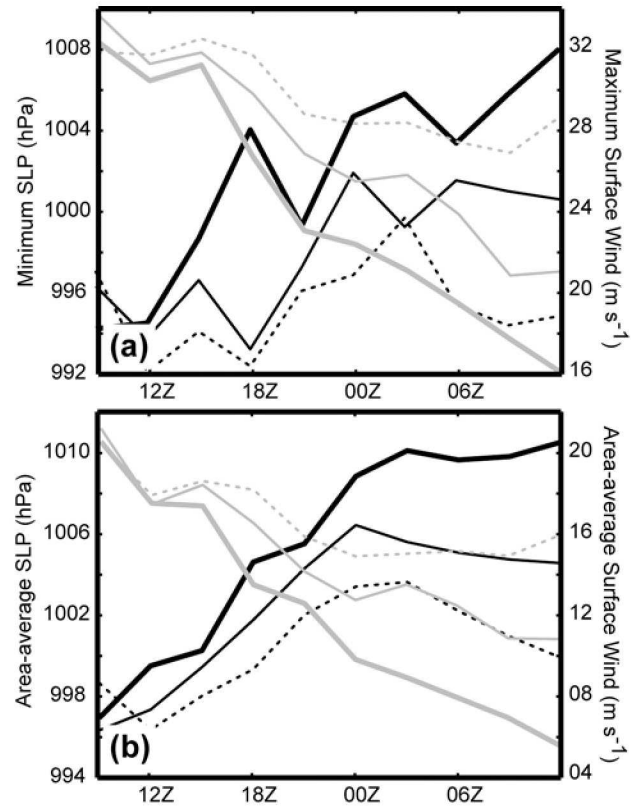 1008
1004
1000
996
992
Minimum SLP (hPa)
32
28
24
20
16
Maximum Surface Wind (m s-1)
(a)
12Z 18Z 00Z 06Z
1010
1006
1002
998
994
Area-average SLP (hPa)
20
16
12
08
04
Area-average Surface Wind (m s-1)
(b)
12Z 18Z 00Z 06Z